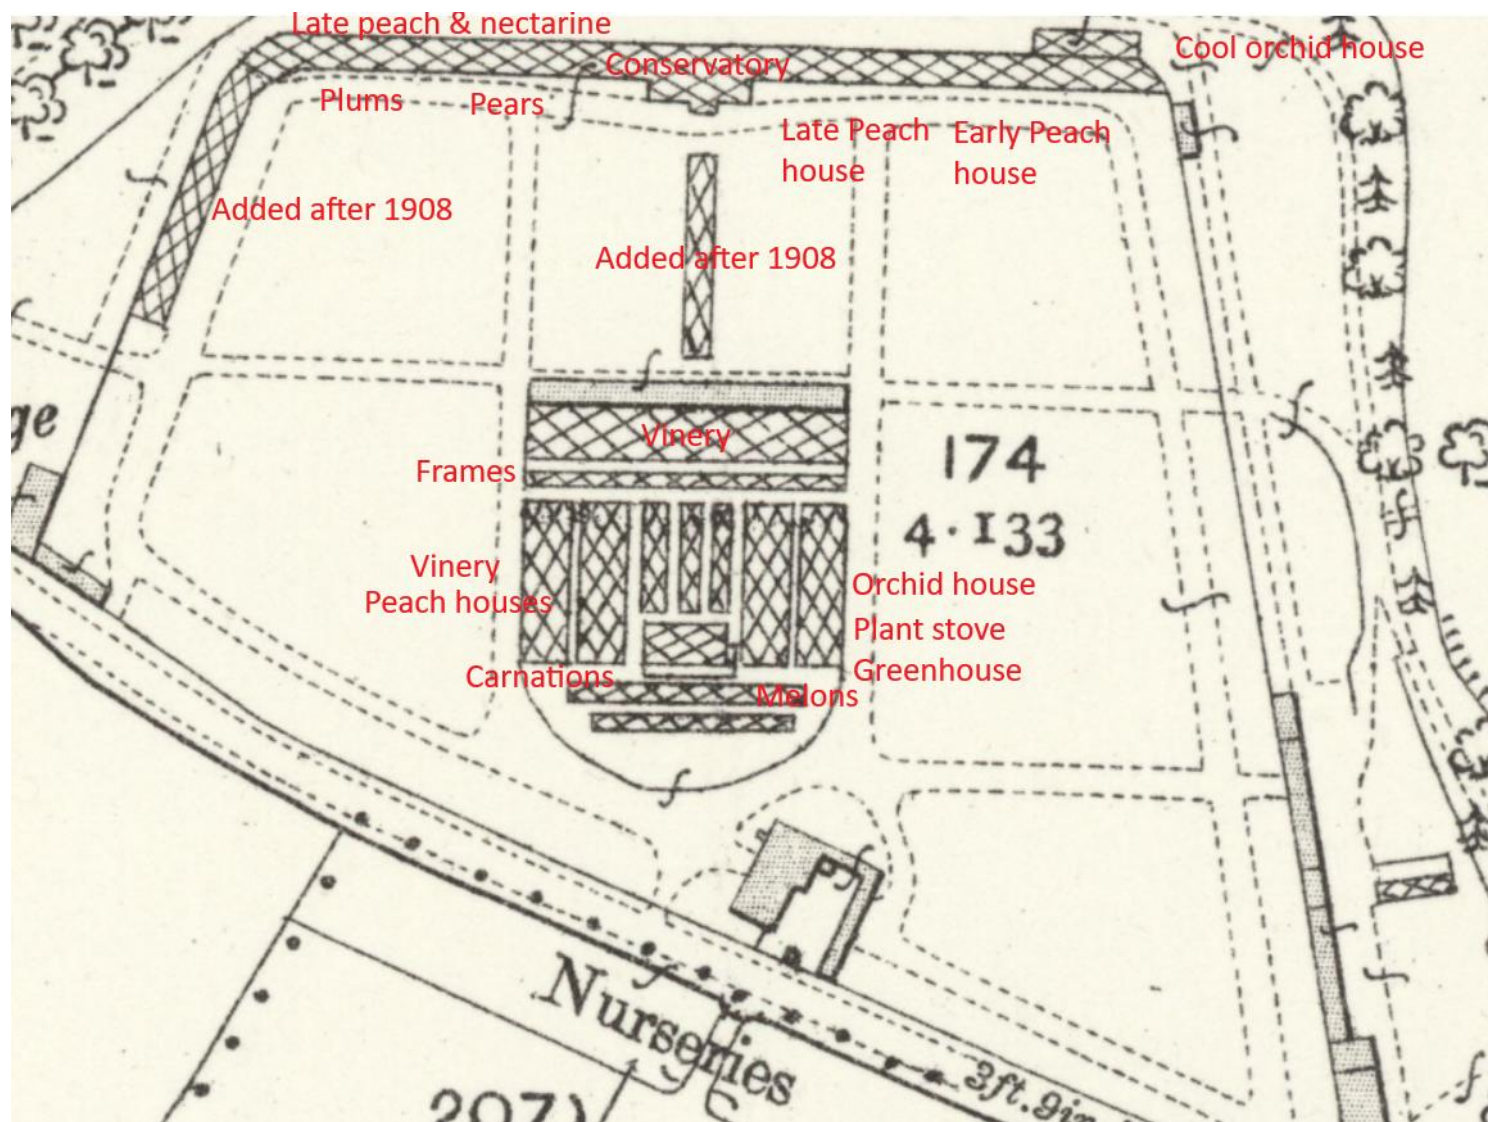 Late peach & nectarine
Conservatory
Cool orchid house
Plums
Pears
Late Peach
house
Early Peach
house
Added after 1908
Added after 1908
ge
Vinery
Frames
174
4·133
Vinery
Peach houses
Orchid house
Plant stove
Greenhouse
Carnations
Melons
Nurseries
3ft. 9in
207)